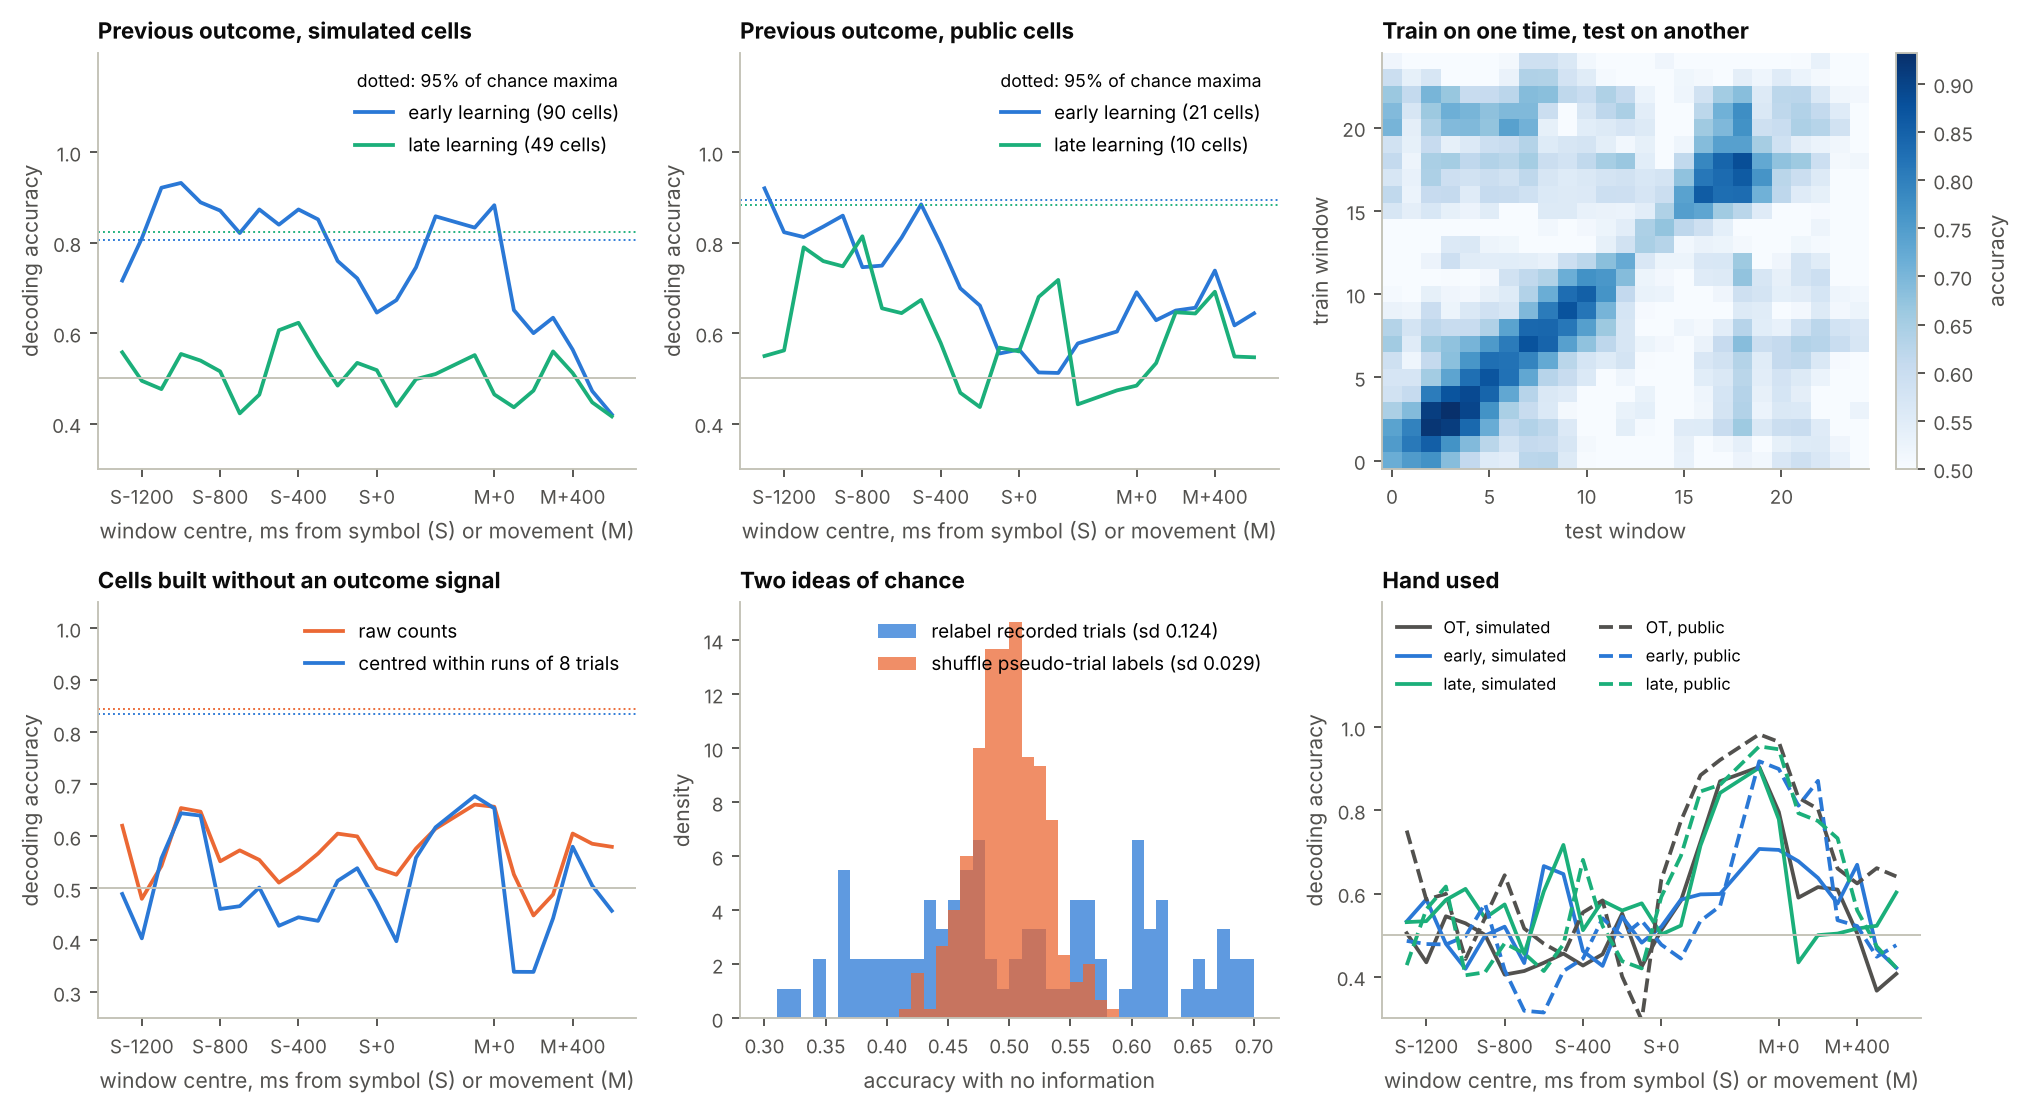 Previous outcome, simulated cells
dotted: 95% of chance maxima
early learning (90 cells)
late learning (49 cells)
decoding accuracy
1.0
0.8
0.6
0.4
S-1200 S-800 S-400 S+0 M+0 M+400
window centre, ms from symbol (S) or movement (M)
Previous outcome, public cells
dotted: 95% of chance maxima
early learning (21 cells)
late learning (10 cells)
decoding accuracy
1.0
0.8
0.6
0.4
S-1200 S-800 S-400 S+0 M+0 M+400
window centre, ms from symbol (S) or movement (M)
Train on one time, test on another
train window
20
15
10
5
0
0 5 10 15 20
test window
0.90
0.85
0.80
0.75
0.70
0.65
0.60
0.55
0.50
accuracy
Cells built without an outcome signal
raw counts
centred within runs of 8 trials
decoding accuracy
1.0
0.9
0.8
0.7
0.6
0.5
0.4
0.3
S-1200 S-800 S-400 S+0 M+0 M+400
window centre, ms from symbol (S) or movement (M)
Two ideas of chance
relabel recorded trials (sd 0.124)
shuffle pseudo-trial labels (sd 0.029)
density
14
12
10
8
6
4
2
0
0.30 0.35 0.40 0.45 0.50 0.55 0.60 0.65 0.70
accuracy with no information
Hand used
OT, simulated OT, public
early, simulated early, public
late, simulated late, public
decoding accuracy
1.0
0.8
0.6
0.4
S-1200 S-800 S-400 S+0 M+0 M+400
window centre, ms from symbol (S) or movement (M)